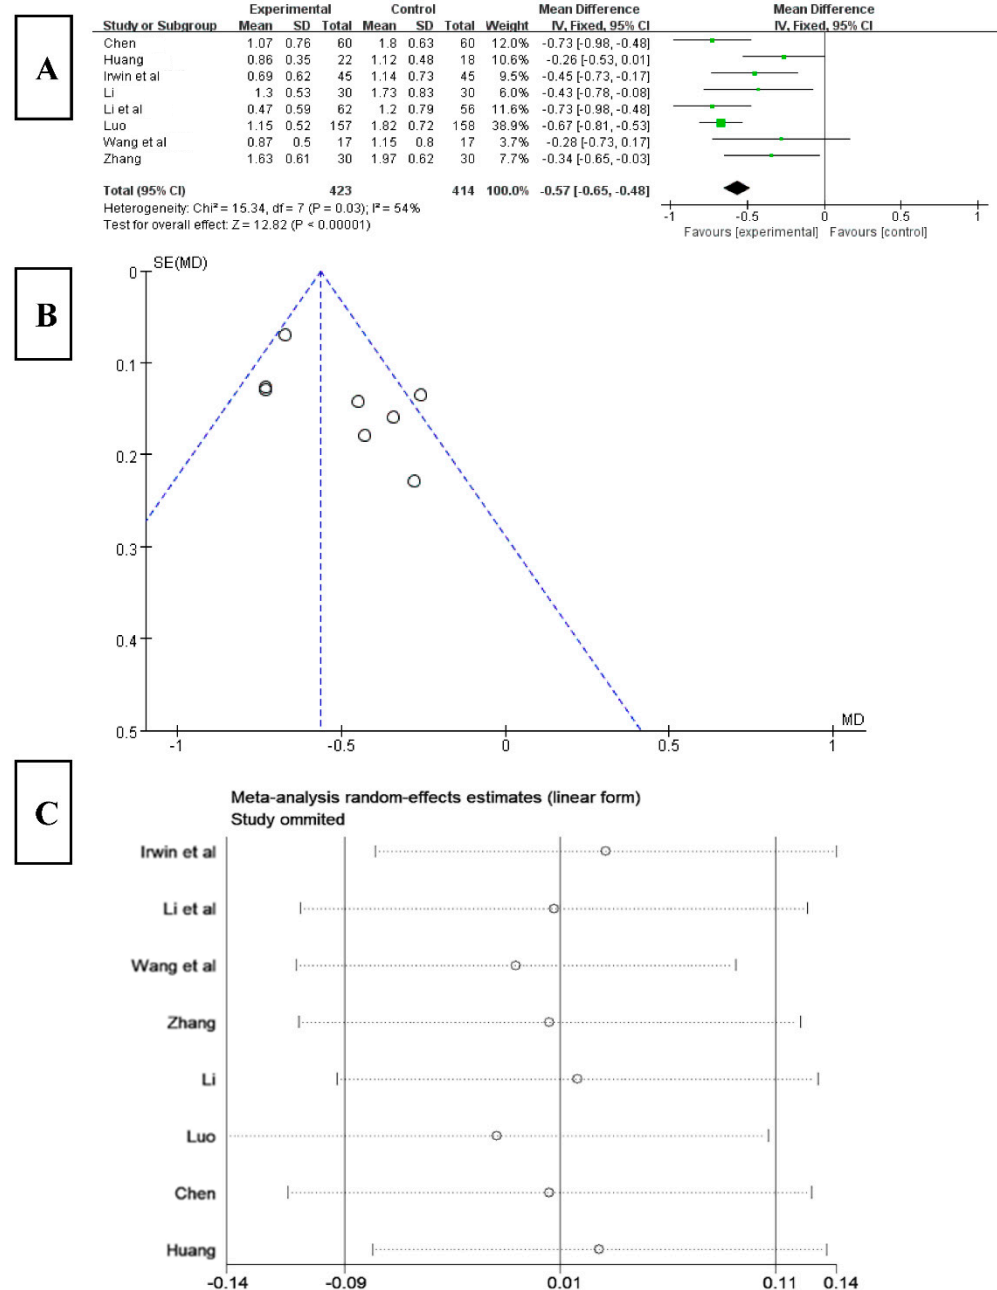 A
Experimental Control Mean Difference Mean Difference
Study or Subgroup Mean SD Total Mean SD Total Weight IV, Fixed, 95% CI IV, Fixed, 95% CI
Chen 1.07 0.76 60 1.8 0.63 60 12.0% -0.73 [-0.98, -0.48]
Huang 0.86 0.35 22 1.12 0.48 18 10.6% -0.26 [-0.53, 0.01]
Irwin et al 0.69 0.62 45 1.14 0.73 45 9.5% -0.45 [-0.73, -0.17]
Li 1.3 0.53 30 1.73 0.83 30 6.0% -0.43 [-0.78, -0.08]
Li et al 0.47 0.59 62 1.2 0.79 56 11.6% -0.73 [-0.98, -0.48]
Luo 1.15 0.52 157 1.82 0.72 158 38.9% -0.67 [-0.81, -0.53]
Wang et al 0.87 0.5 17 1.15 0.8 17 3.7% -0.28 [-0.73, 0.17]
Zhang 1.63 0.61 30 1.97 0.62 30 7.7% -0.34 [-0.65, -0.03]
Total (95% CI) 423 414 100.0% -0.57 [-0.65, -0.48]
Heterogeneity: Chi² = 15.34, df = 7 (P = 0.03); I² = 54%
Test for overall effect: Z = 12.82 (P < 0.00001)
-1 -0.5 0 0.5 1
Favours [experimental] Favours [control]
B
SE(MD)
0
0.1
0.2
0.3
0.4
0.5
MD
-1 -0.5 0 0.5 1
C
Meta-analysis random-effects estimates (linear form)
Study ommited
Irwin et al
Li et al
Wang et al
Zhang
Li
Luo
Chen
Huang
-0.14 -0.09 0.01 0.11 0.14